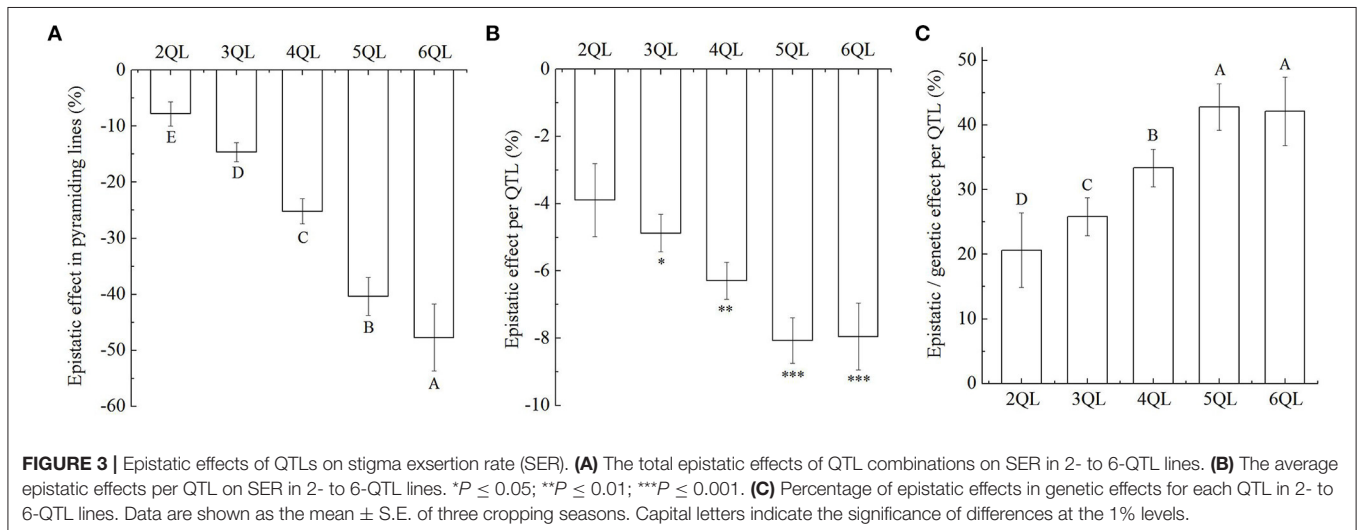 A
2QL 3QL 4QL 5QL 6QL
0
-10
-20
-30
-40
-50
-60
Epistatic effect in pyramiding lines (%)
E
D
C
B
A
B
2QL 3QL 4QL 5QL 6QL
0
-2
-4
-6
-8
-10
Epistatic effect per QTL (%)
*
**
***
***
C
50
40
30
20
10
0
Epistatic / genetic effect per QTL (%)
D
C
B
A
A
2QL 3QL 4QL 5QL 6QL
FIGURE 3 | Epistatic effects of QTLs on stigma exsertion rate (SER). (A) The total epistatic effects of QTL combinations on SER in 2- to 6-QTL lines. (B) The average
epistatic effects per QTL on SER in 2- to 6-QTL lines. *P ≤ 0.05; **P ≤ 0.01; ***P ≤ 0.001. (C) Percentage of epistatic effects in genetic effects for each QTL in 2- to
6-QTL lines. Data are shown as the mean ± S.E. of three cropping seasons. Capital letters indicate the significance of differences at the 1% levels.